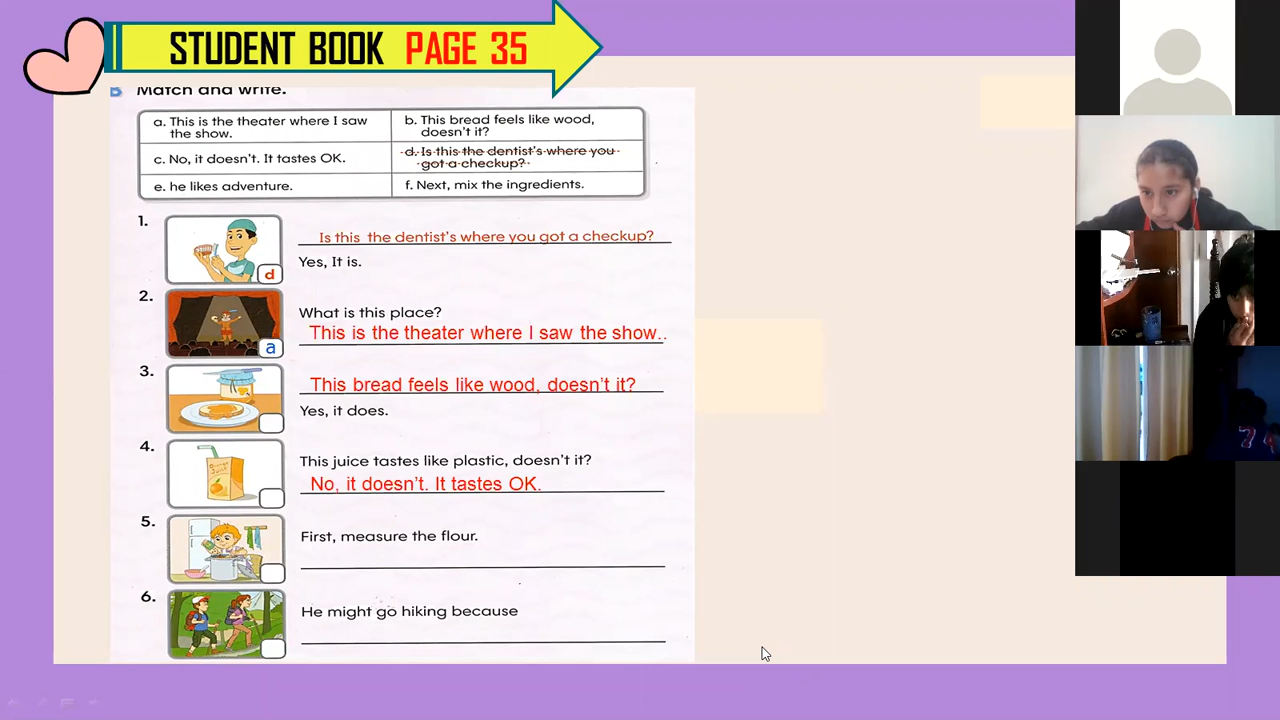 STUDENT BOOK PAGE 35
B Match and write.
a. This is the theater where I saw
the show.
b. This bread feels like wood,
doesn't it?
c. No, it doesn't. It tastes OK.
d. Is this the dentist's where you
got a checkup?
e. he likes adventure.
f. Next, mix the ingredients.
1.
Is this the dentist's where you got a checkup?
d
Yes, It is.
2.
What is this place?
This is the theater where I saw the show..
a
3.
This bread feels like wood, doesn't it?
Yes, it does.
4.
Orange
Juice
This juice tastes like plastic, doesn't it?
No, it doesn't. It tastes OK.
5.
First, measure the flour.
6.
He might go hiking because